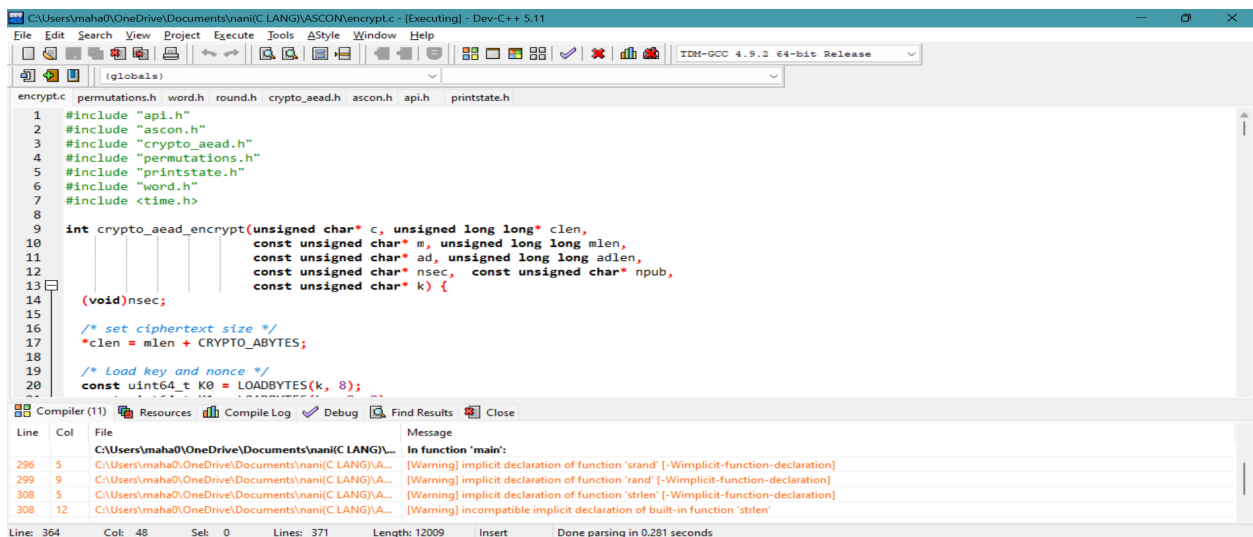 C:\Users\maha0\OneDrive\Documents\nani(C LANG)\ASCON\encrypt.c - [Executing] - Dev-C++ 5.11
File Edit Search View Project Execute Tools AStyle Window Help
TDM-GCC 4.9.2 64-bit Release
(globals)
encrypt.c permutations.h word.h round.h crypto_aead.h ascon.h api.h printstate.h
1 #include "api.h"
2 #include "ascon.h"
3 #include "crypto_aead.h"
4 #include "permutations.h"
5 #include "printstate.h"
6 #include "word.h"
7 #include <time.h>
8
9 int crypto_aead_encrypt(unsigned char* c, unsigned long long* clen,
10 const unsigned char* m, unsigned long long mlen,
11 const unsigned char* ad, unsigned long long adlen,
12 const unsigned char* nsec, const unsigned char* npub,
13 const unsigned char* k) {
14 (void)nsec;
15
16 /* set ciphertext size */
17 *clen = mlen + CRYPTO_ABYTES;
18
19 /* load key and nonce */
20 const uint64_t K0 = LOADBYTES(k, 8);
Compiler (11) Resources Compile Log Debug Find Results Close
Line Col File Message
C:\Users\maha0\OneDrive\Documents\nani(C LANG)\... In function 'main':
296 5 C:\Users\maha0\OneDrive\Documents\nani(C LANG)\A... [Warning] implicit declaration of function 'srand' [-Wimplicit-function-declaration]
299 9 C:\Users\maha0\OneDrive\Documents\nani(C LANG)\A... [Warning] implicit declaration of function 'rand' [-Wimplicit-function-declaration]
308 5 C:\Users\maha0\OneDrive\Documents\nani(C LANG)\A... [Warning] implicit declaration of function 'strlen' [-Wimplicit-function-declaration]
308 12 C:\Users\maha0\OneDrive\Documents\nani(C LANG)\A... [Warning] incompatible implicit declaration of built-in function 'strlen'
Line: 364 Col: 48 Sel: 0 Lines: 371 Length: 12009 Insert Done parsing in 0.281 seconds